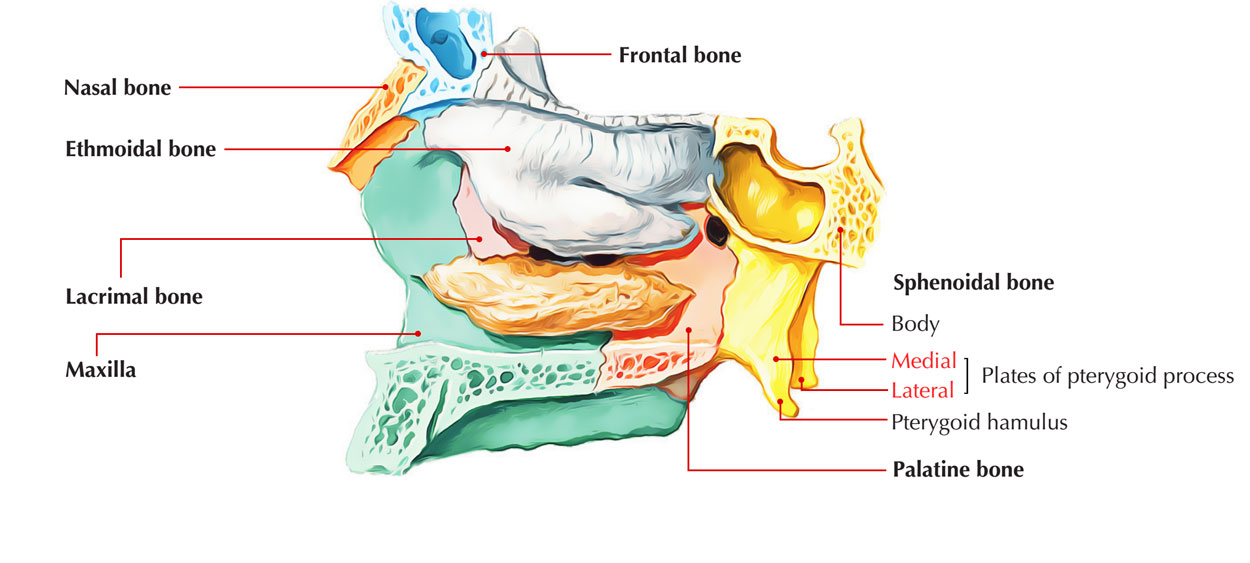 Frontal bone
Nasal bone
Ethmoidal bone
Lacrimal bone
Maxilla
Sphenoidal bone
Body
Medial
Lateral
Plates of pterygoid process
Pterygoid hamulus
Palatine bone